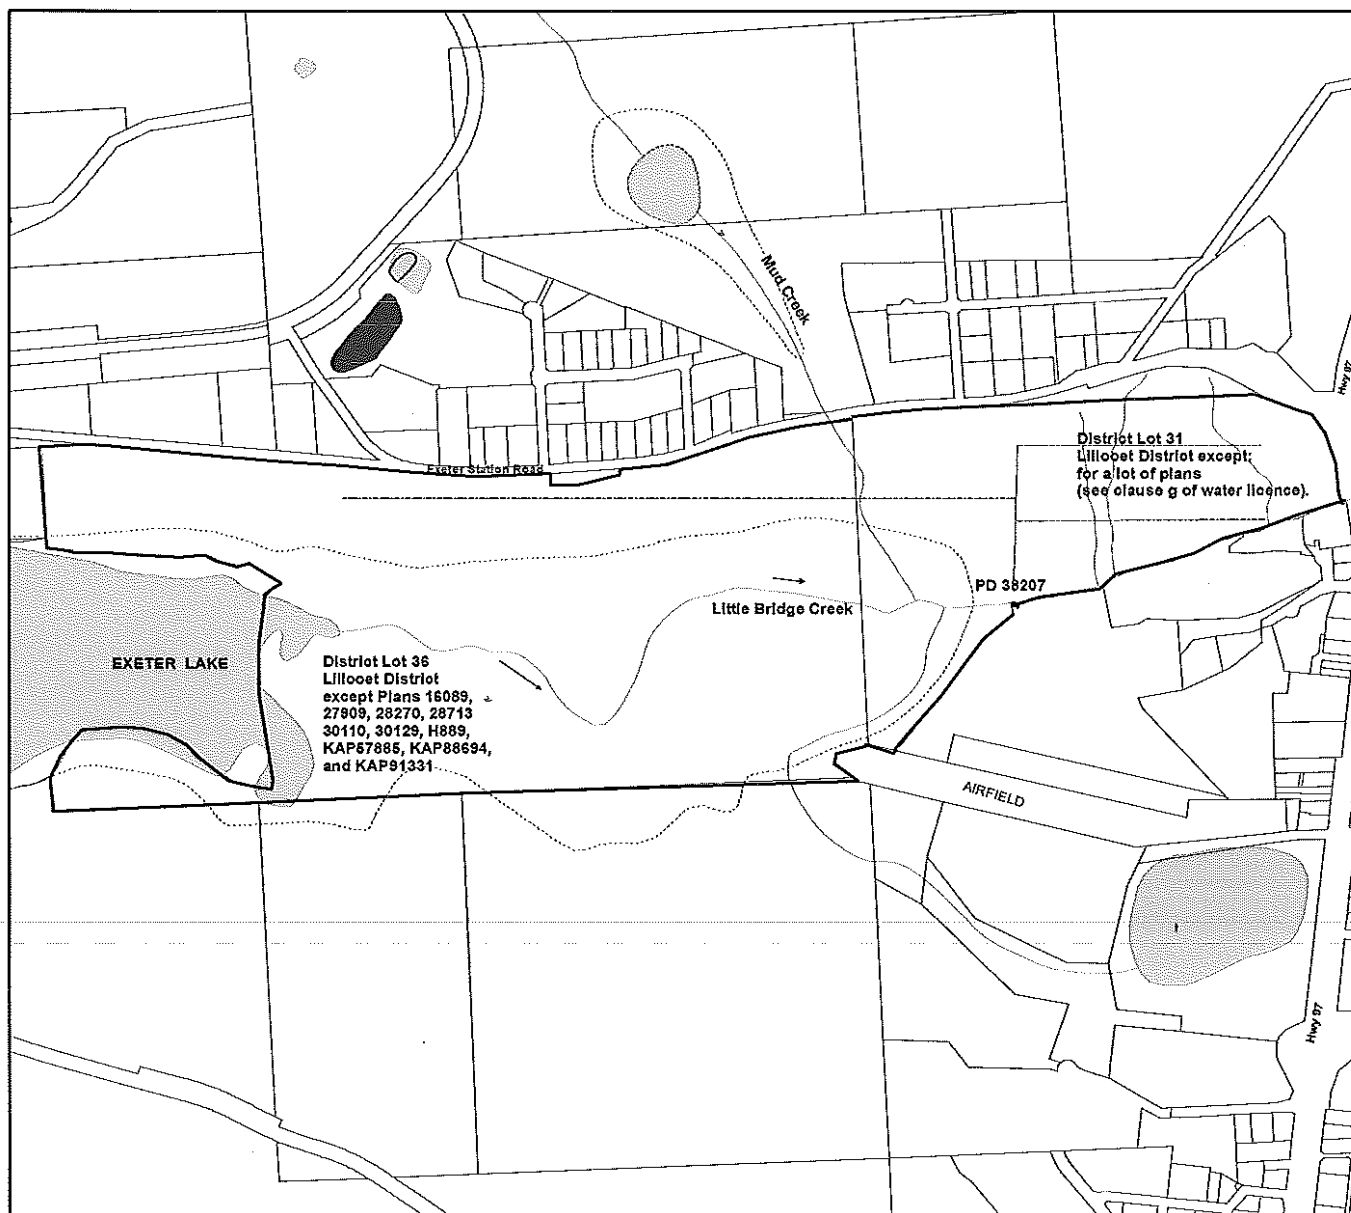 Mud Creek
Hwy 97
District Lot 31
Lillooet District except;
for a lot of plans
(see clause g of water licence).
Exeter Station Road
PD 38207
Little Bridge Creek
EXETER LAKE
District Lot 36
Lillooet District
except Plans 16089,
27909, 28270, 28713
30110, 30129, H889,
KAP57885, KAP88694,
and KAP91331
AIRFIELD
Hwy 97